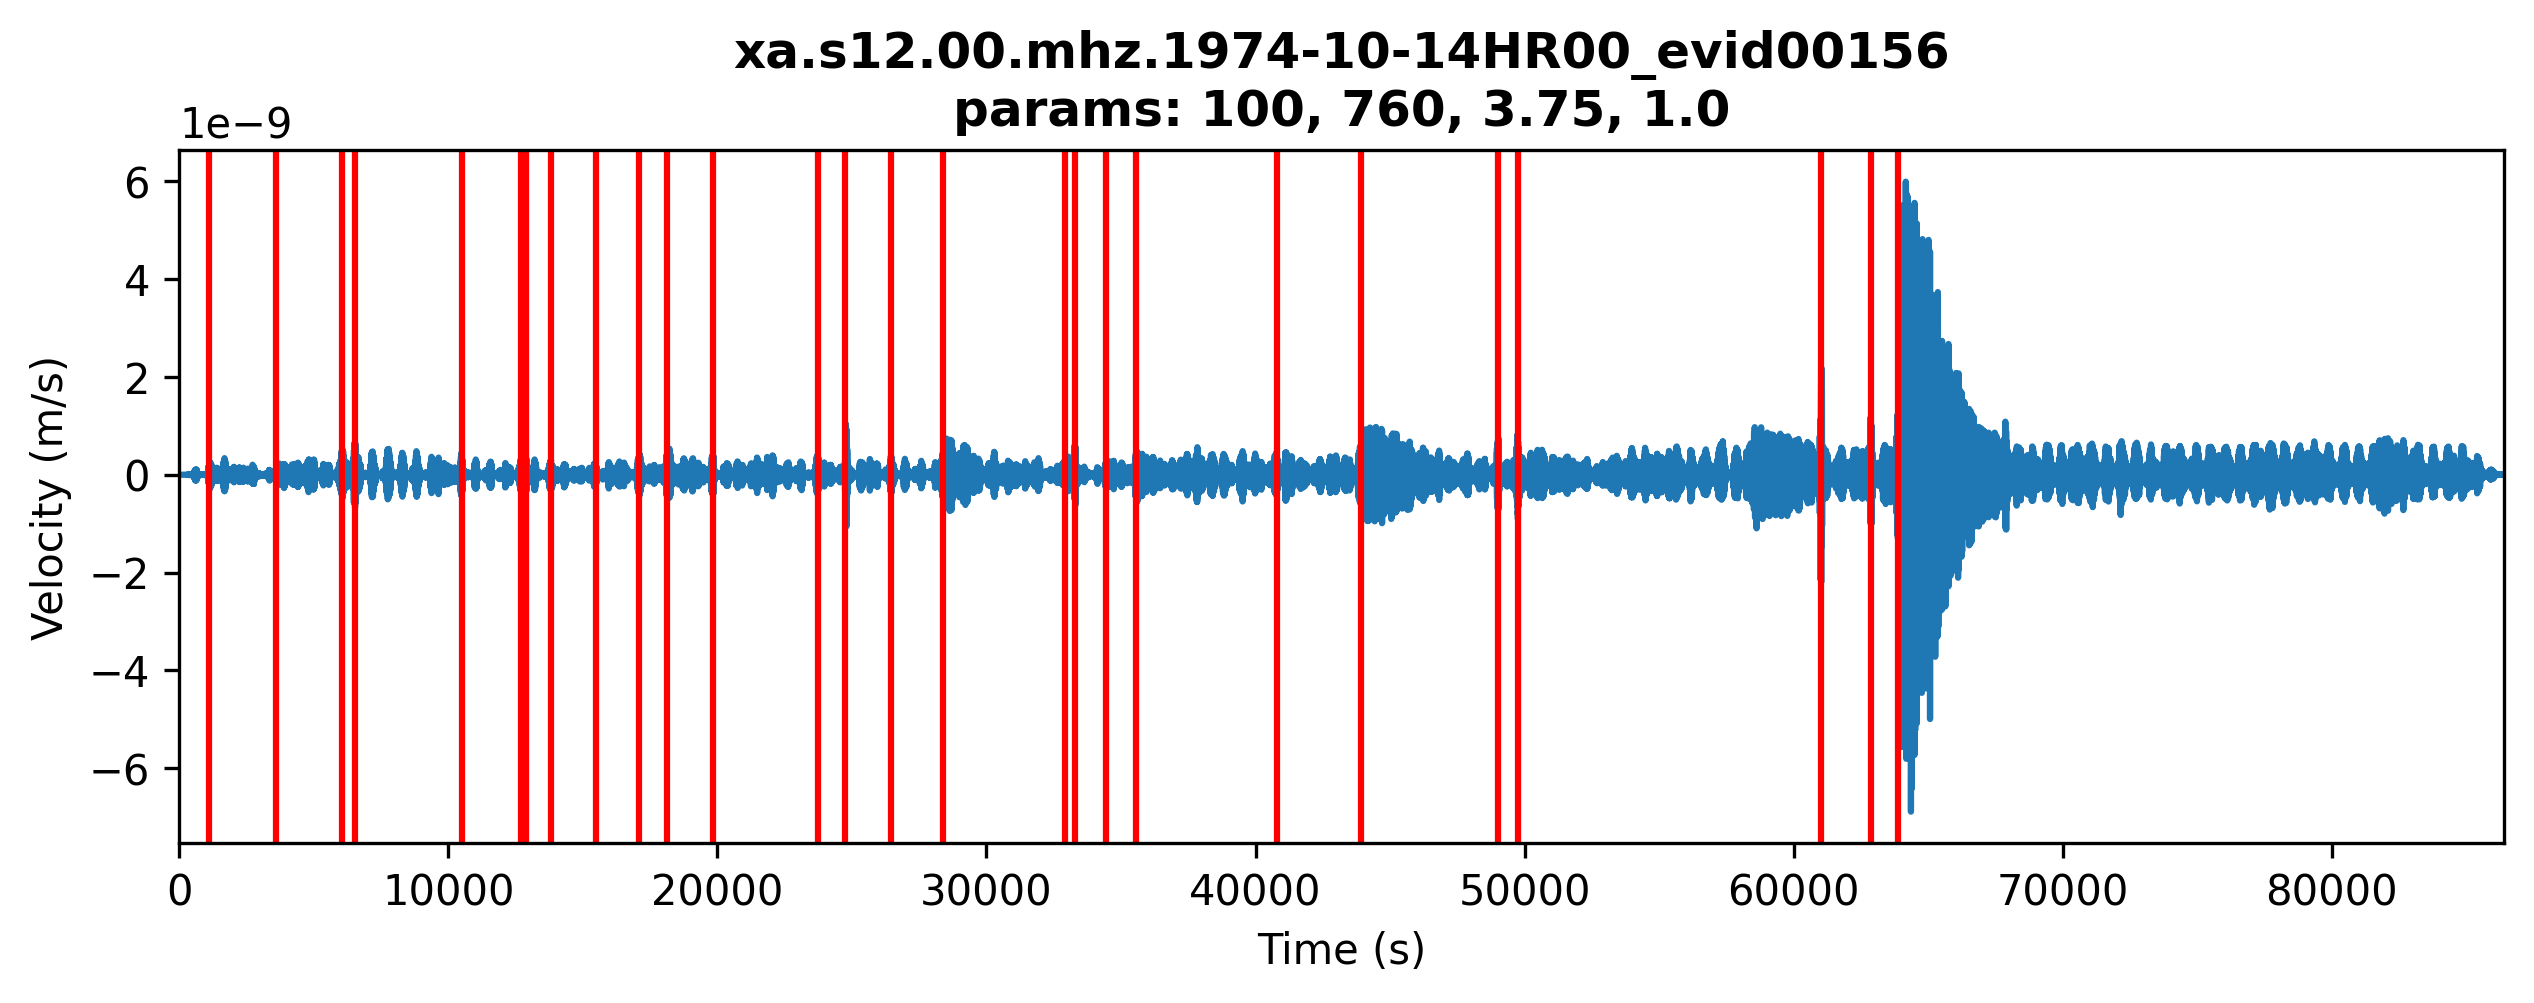 xa.s12.00.mhz.1974-10-14HR00_evid00156
params: 100, 760, 3.75, 1.0
1e−9
6
4
2
0
−2
−4
−6
Velocity (m/s)
0 10000 20000 30000 40000 50000 60000 70000 80000
Time (s)